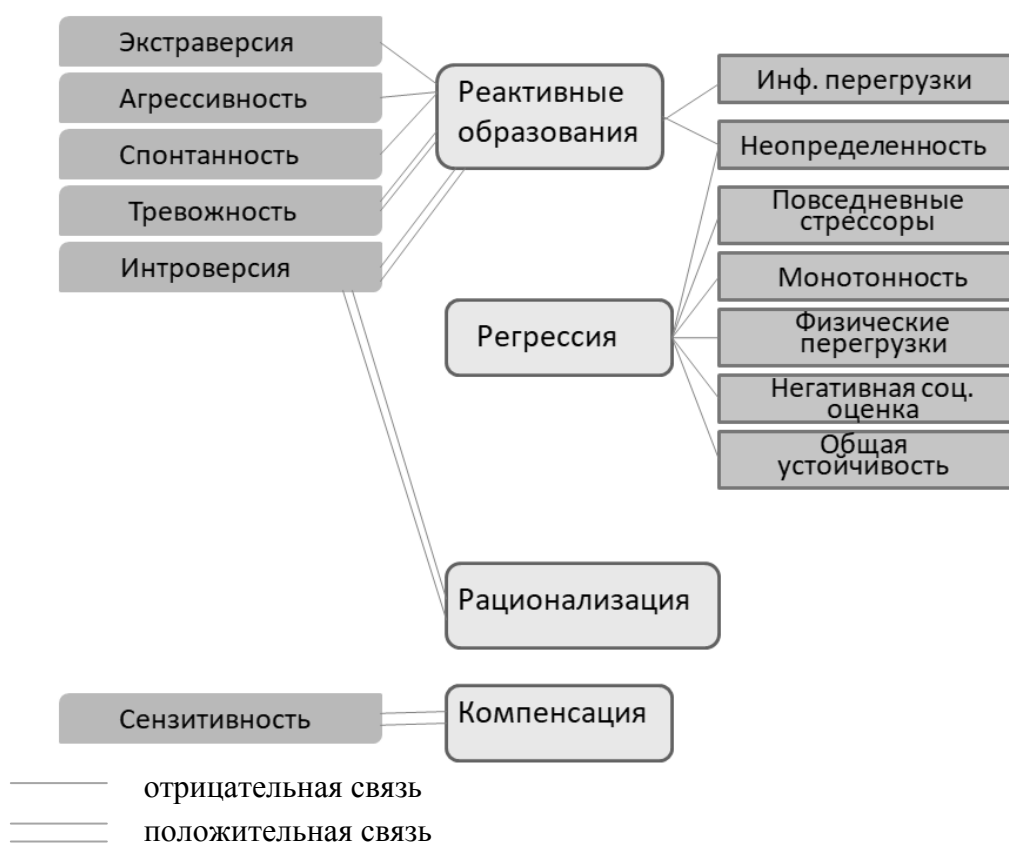 Экстраверсия
Агрессивность
Спонтанность
Тревожность
Интроверсия
Реактивные
образования
Регрессия
Рационализация
Инф. перегрузки
Неопределенность
Повседневные
стрессоры
Монотонность
Физические
перегрузки
Негативная соц.
оценка
Общая
устойчивость
Сензитивность
Компенсация
отрицательная связь
положительная связь